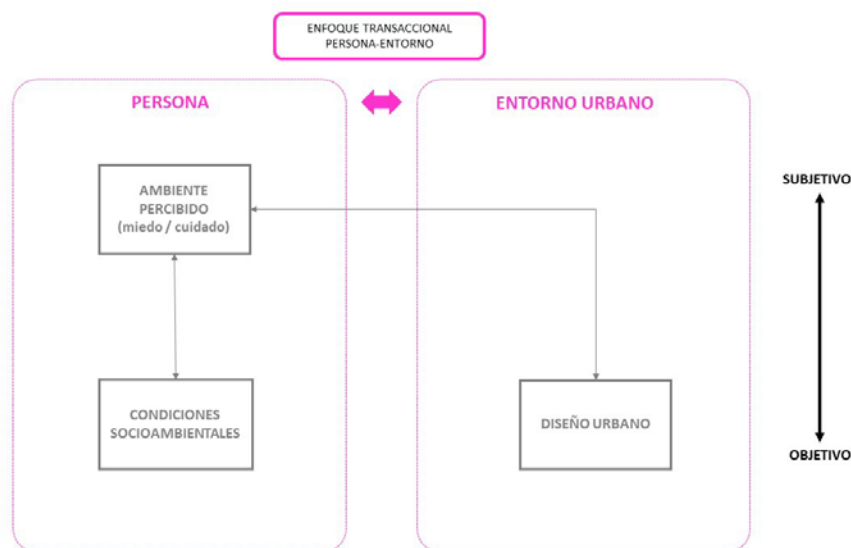 ENFOQUE TRANSACCIONAL
PERSONA-ENTORNO
PERSONA
ENTORNO URBANO
AMBIENTE
PERCIBIDO
(miedo / cuidado)
SUBJETIVO
CONDICIONES
SOCIOAMBIENTALES
DISEÑO URBANO
OBJETIVO